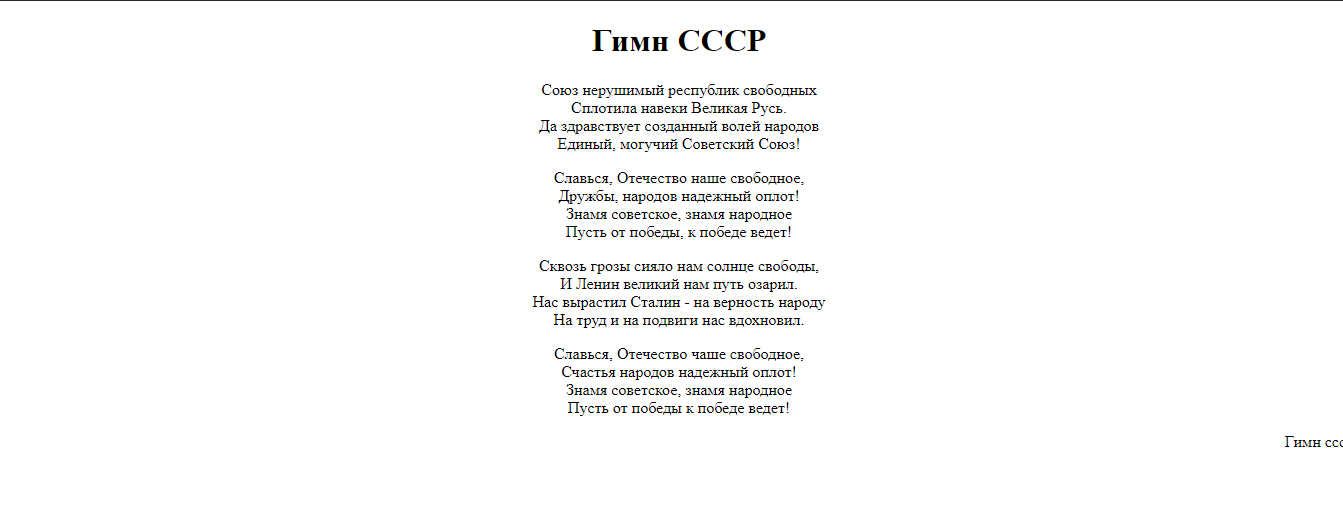 Гимн СССР
Союз нерушимый республик свободных
Сплотила навеки Великая Русь.
Да здравствует созданный волей народов
Единый, могучий Советский Союз!
Славься, Отечество наше свободное,
Дружбы, народов надежный оплот!
Знамя советское, знамя народное
Пусть от победы, к победе ведет!
Сквозь грозы сияло нам солнце свободы,
И Ленин великий нам путь озарил.
Нас вырастил Сталин - на верность народу
На труд и на подвиги нас вдохновил.
Славься, Отечество чаше свободное,
Счастья народов надежный оплот!
Знамя советское, знамя народное
Пусть от победы к победе ведет!
Гимн